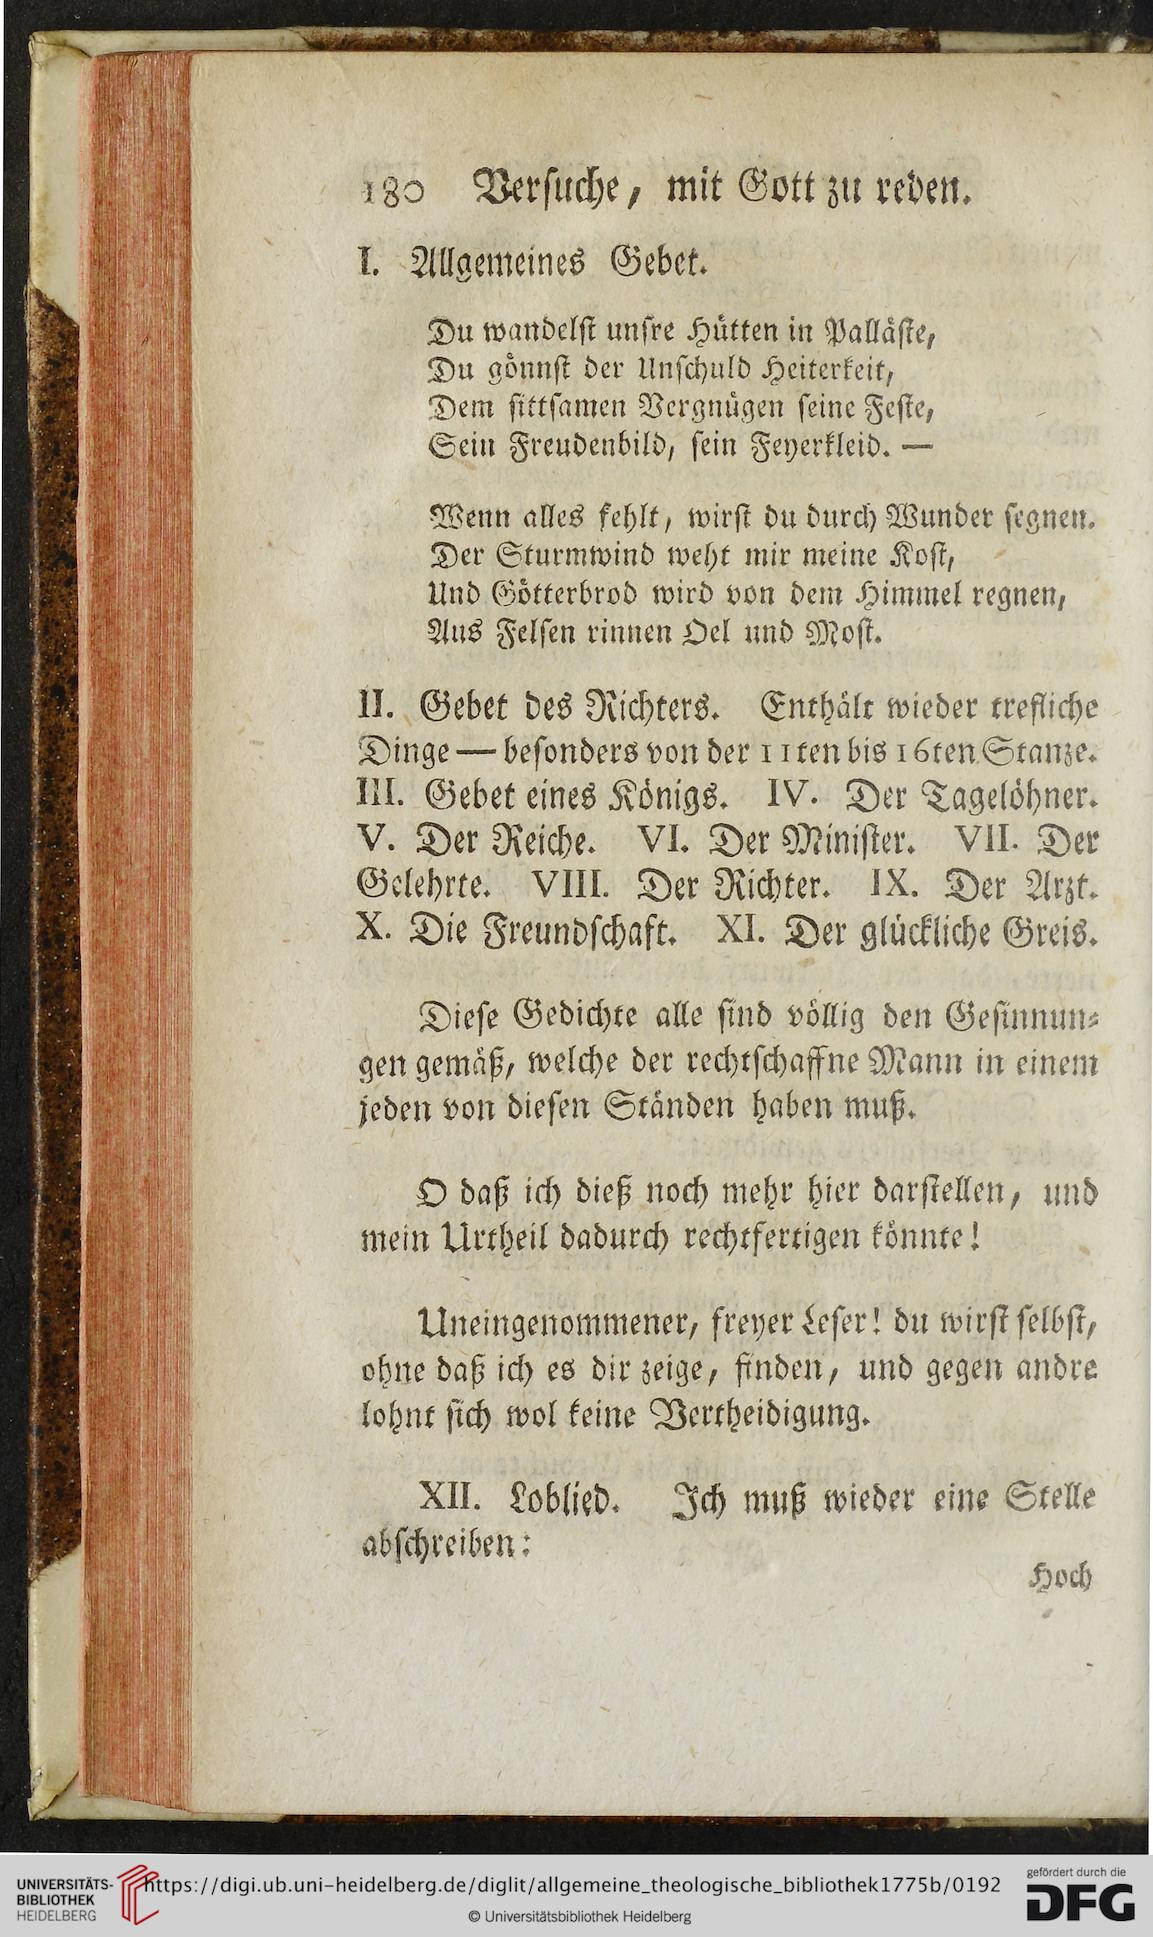 180 Versuche, mit Gott zu reden.
I. Allgemeines Gebet.
Du wandelst unsre Hütten in Palläste,
Du gönnst der Unschuld Heiterkeit,
Dem sittsamen Vergnügen seine Feste,
Sein Freudenbild, sein Feyerkleid. —
Wenn alles fehlt, wirst du durch Wunder segnen.
Der Sturmwind weht mir meine Kost,
Und Götterbrod wird von dem Himmel regnen,
Aus Felsen rinnen Oel und Most.
II. Gebet des Richters. Enthält wieder trefliche
Dinge — besonders von der 11ten bis 16ten Stanze.
III. Gebet eines Königs. IV. Der Tagelöhner.
V. Der Reiche. VI. Der Minister. VII. Der
Gelehrte. VIII. Der Richter. IX. Der Arzt.
X. Die Freundschaft. XI. Der glückliche Greis.
Diese Gedichte alle sind völlig den Gesinnun-
gen gemäß, welche der rechtschaffne Mann in einem
jeden von diesen Ständen haben muß.
O daß ich dieß noch mehr hier darstellen, und
mein Urtheil dadurch rechtfertigen könnte!
Uneingenommener, freyer Leser! du wirst selbst,
ohne daß ich es dir zeige, finden, und gegen andre
lohnt sich wol keine Vertheidigung.
XII. Loblied. Ich muß wieder eine Stelle
abschreiben:
Hoch
UNIVERSITÄTS-
BIBLIOTHEK
HEIDELBERG
https://digi.ub.uni-heidelberg.de/diglit/allgemeine_theologische_bibliothek1775b/0192
© Universitätsbibliothek Heidelberg
gefördert durch die
DFG